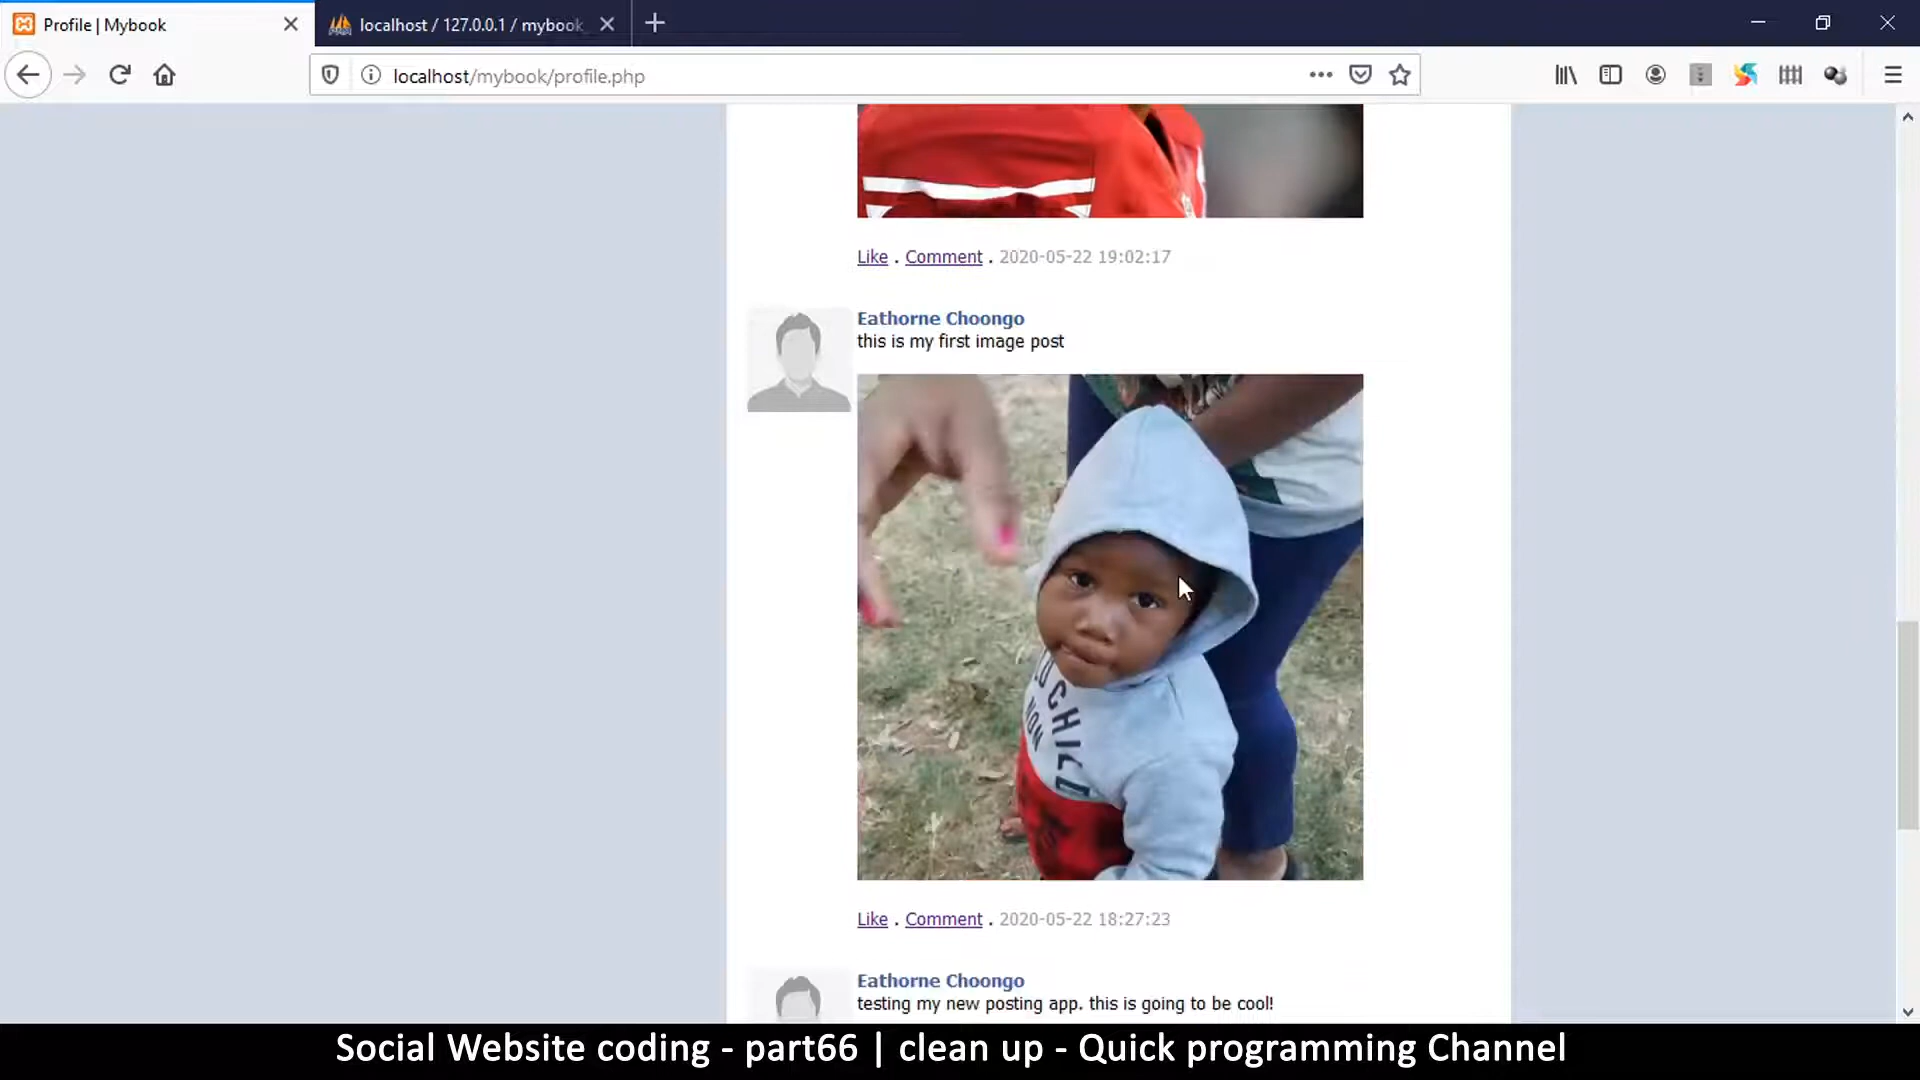 Profile | Mybook
localhost / 127.0.0.1 / mybook
localhost/mybook/profile.php
Like . Comment . 2020-05-22 19:02:17
Eathorne Choongo
this is my first image post
LD CHILD
MON
Like . Comment . 2020-05-22 18:27:23
Eathorne Choongo
testing my new posting app. this is going to be cool!
Social Website coding - part66 | clean up - Quick programming Channel